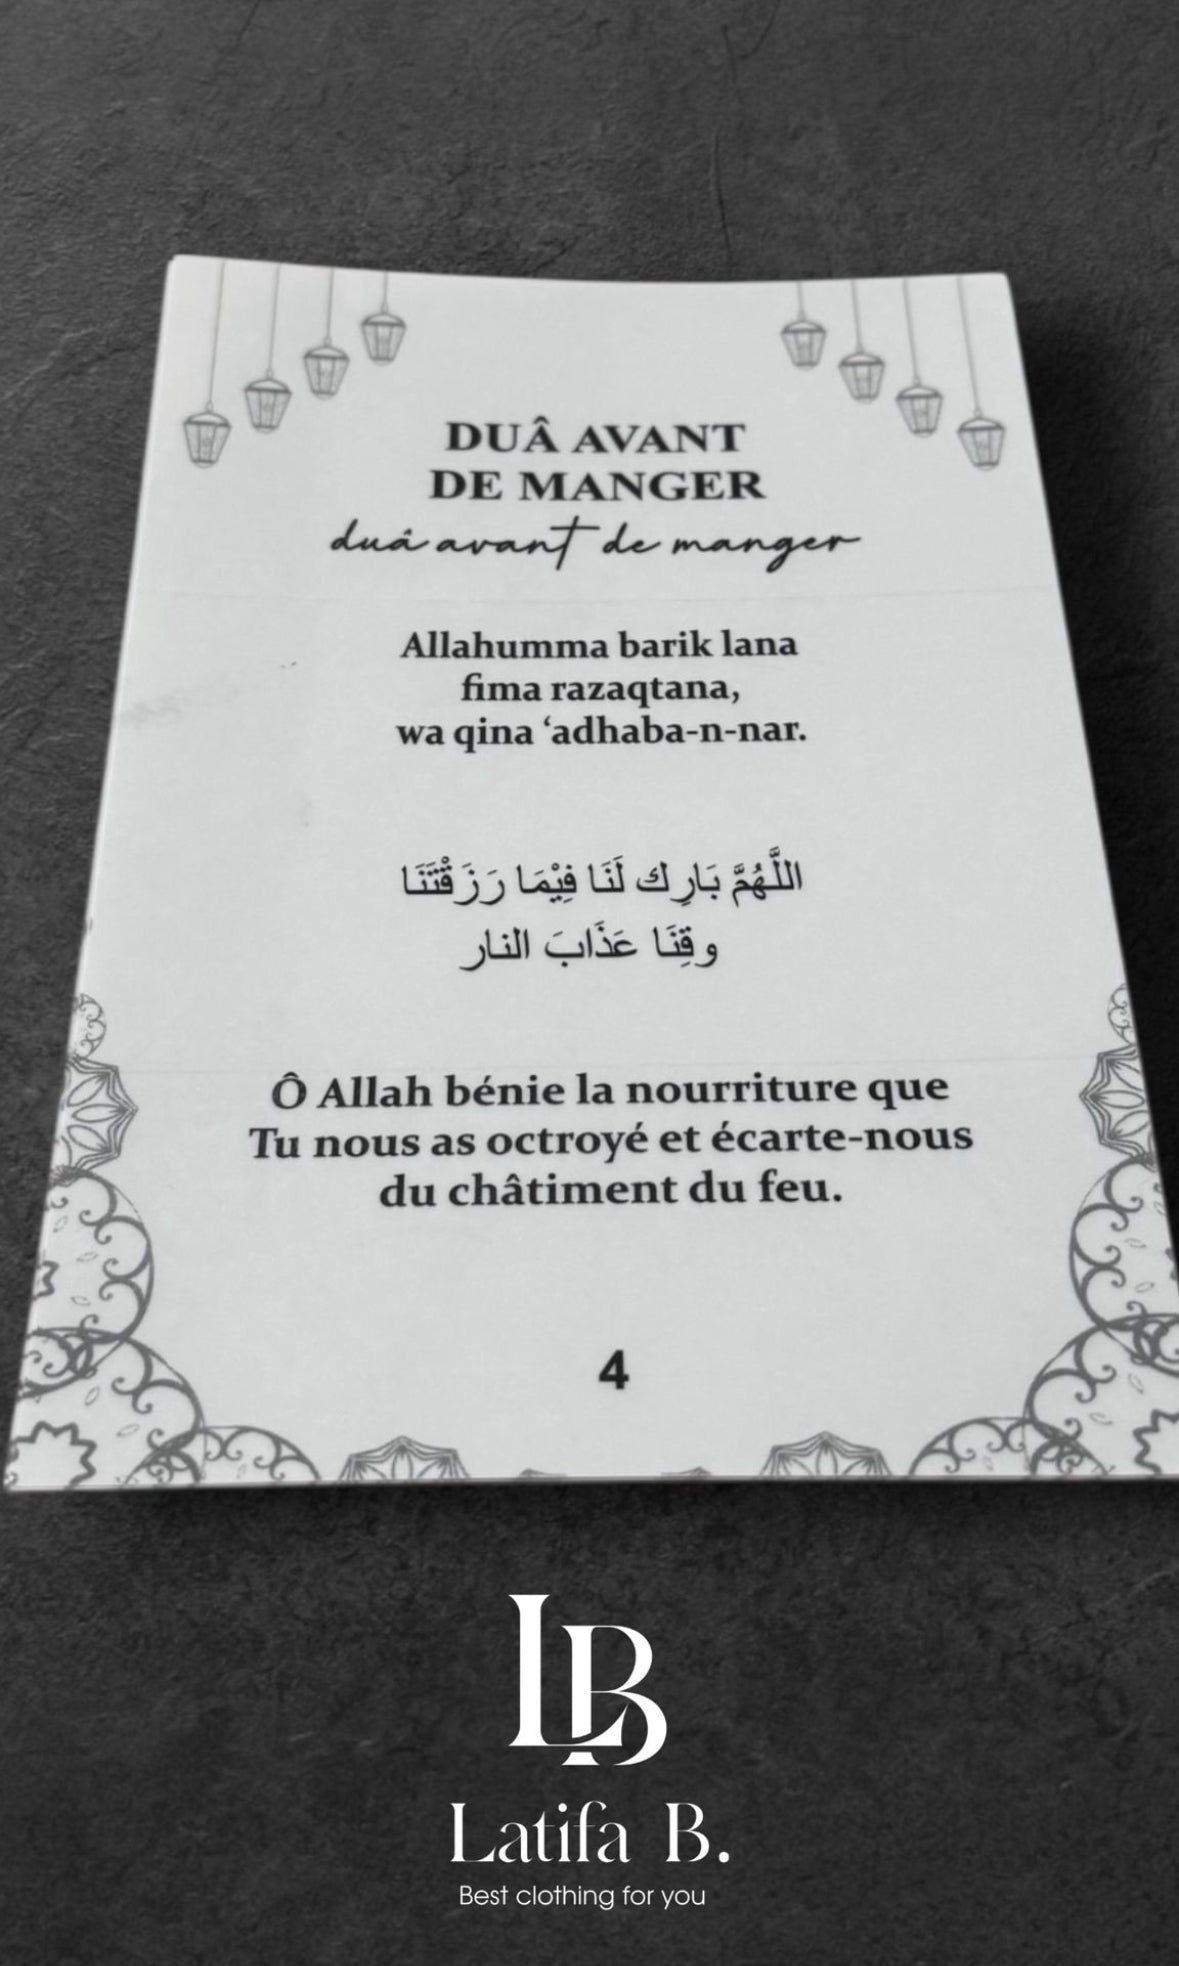 DUÂ AVANT
DE MANGER
duâ avant de manger
Allahumma barik lana
fima razaqtana,
wa qina ‘adhaba-n-nar.
اللَّهُمَّ بَارِك لَنَا فِيْمَا رَزَقْتَنَا
وقِنَا عَذَابَ النار
Ô Allah bénie la nourriture que
Tu nous as octroyé et écarte-nous
du châtiment du feu.
4
LB
Latifa B.
Best clothing for you